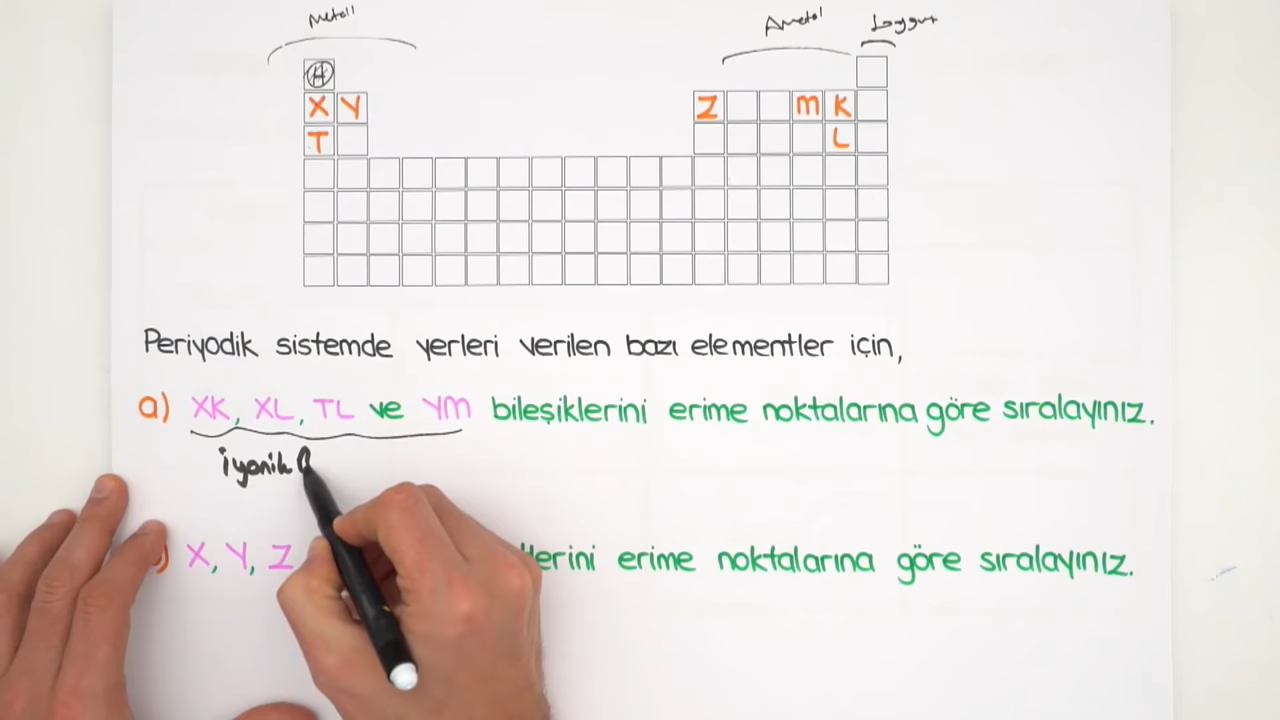 Metal Ametal Soygaz
H
X Y Z m K
T L
Periyodik sistemde yerleri verilen bazı elementler için,
a) XK, XL, TL ve YM bileşiklerini erime noktalarına göre sıralayınız.
iyonik
X, Y, Z erime noktalarına göre sıralayınız.